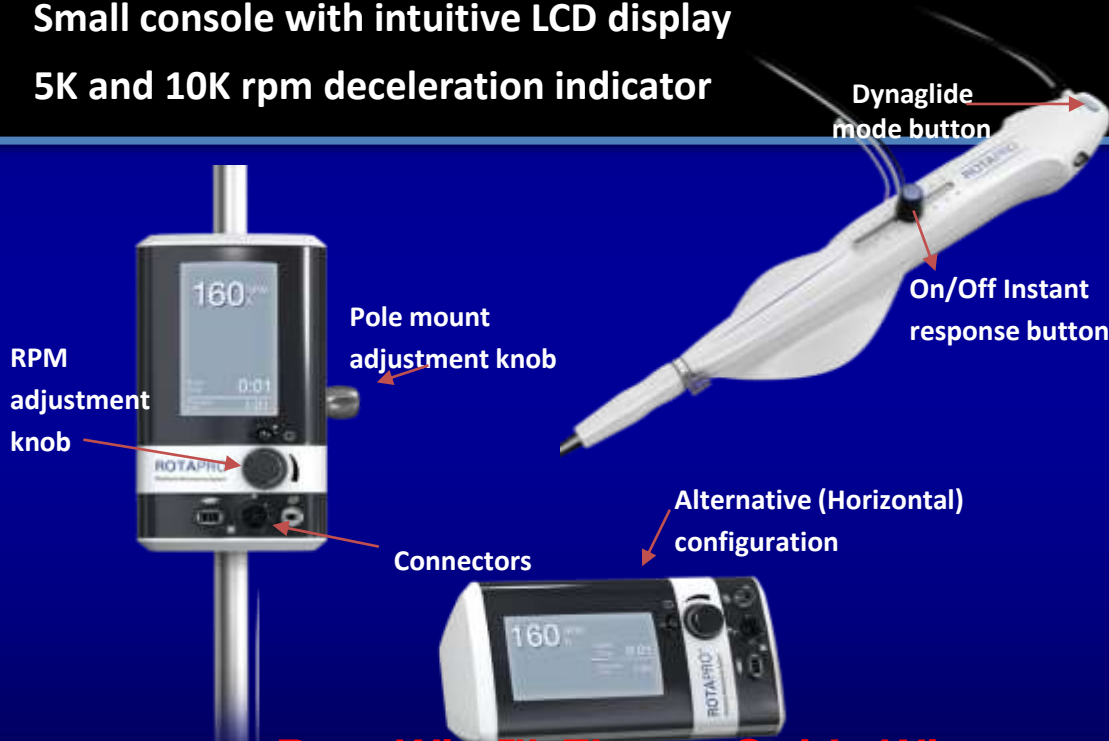 Small console with intuitive LCD display
5K and 10K rpm deceleration indicator
Dynaglide
mode button
ROTAPRO
On/Off Instant
response button
Pole mount
adjustment knob
RPM
adjustment
knob
160
0:01
ROTAPRO
Connectors
Alternative (Horizontal)
configuration
160
0:01
ROTAPRO